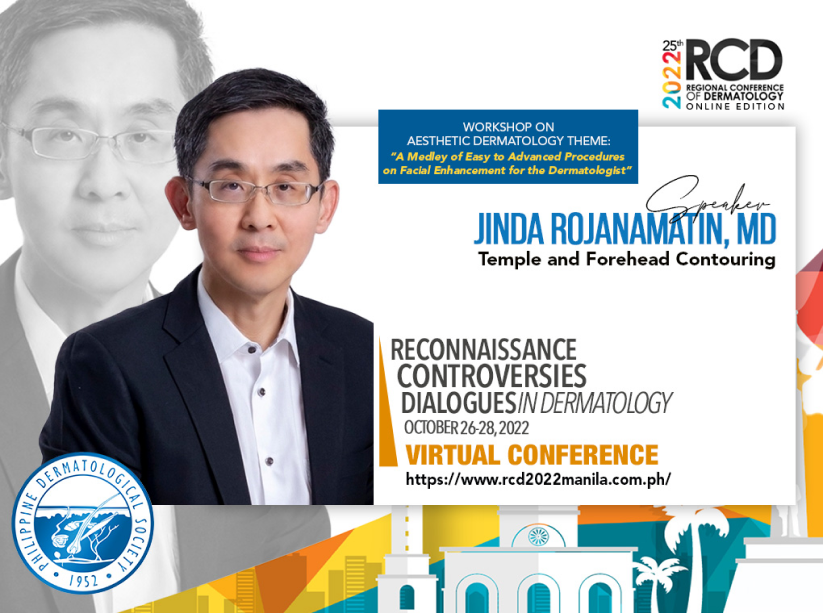 25th
2022
RCD
REGIONAL CONFERENCE
OF DERMATOLOGY
ONLINE EDITION
WORKSHOP ON
AESTHETIC DERMATOLOGY THEME:
"A Medley of Easy to Advanced Procedures
on Facial Enhancement for the Dermatologist"
Speaker
JINDA ROJANAMATIN, MD
Temple and Forehead Contouring
RECONNAISSANCE
CONTROVERSIES
DIALOGUES IN DERMATOLOGY
OCTOBER 26-28, 2022
VIRTUAL CONFERENCE
https://www.rcd2022manila.com.ph/
PHILIPPINE DERMATOLOGICAL SOCIETY
• 1952 •